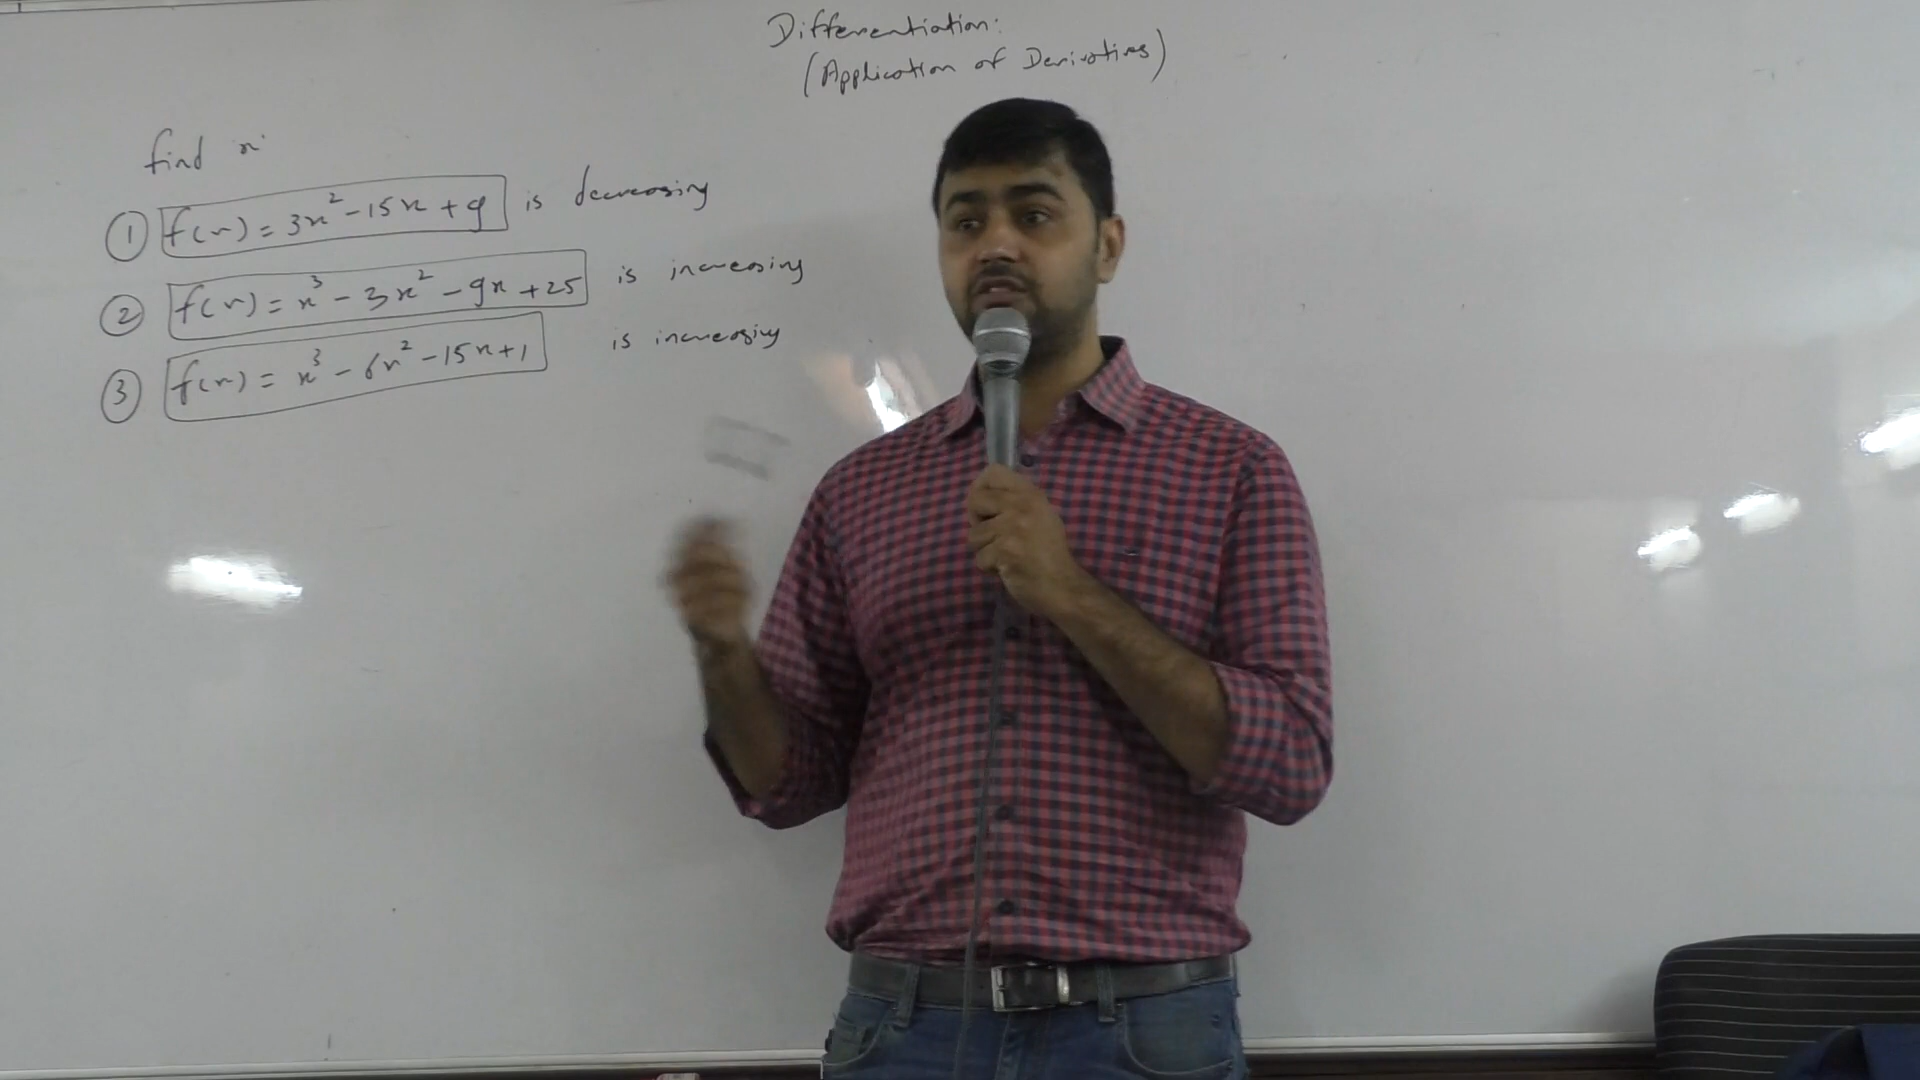 Differentiation:
(Application of Derivatives)
find x
① f(x) = 3x² - 15x + 9 is decreasing
② f(x) = x³ - 3x² - 9x + 25 is increasing
③ f(x) = x³ - 6x² - 15x + 1 is increasing